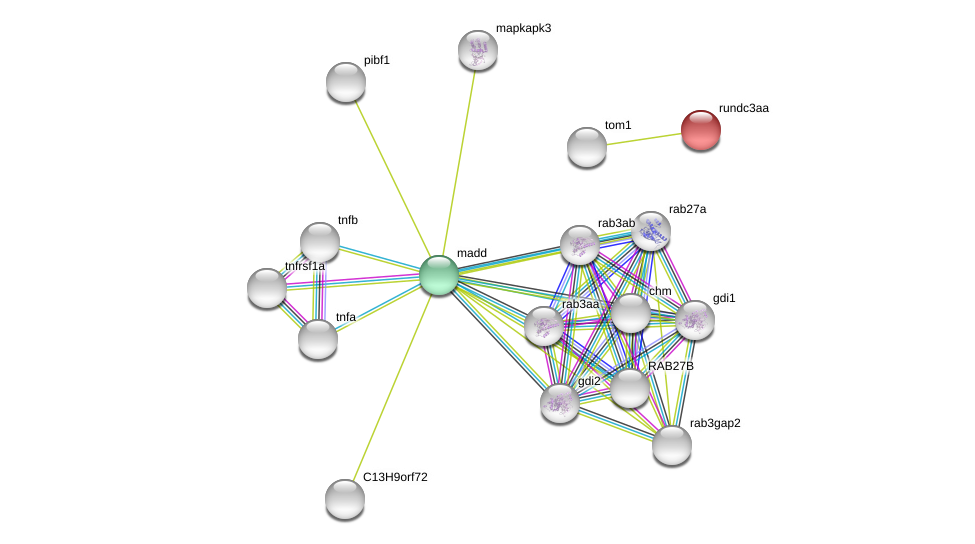 mapkapk3
pibf1
rundc3aa
tom1
rab27a
tnfb
rab3ab
madd
tnfrsf1a
chm
gdi1
rab3aa
tnfa
RAB27B
gdi2
rab3gap2
C13H9orf72